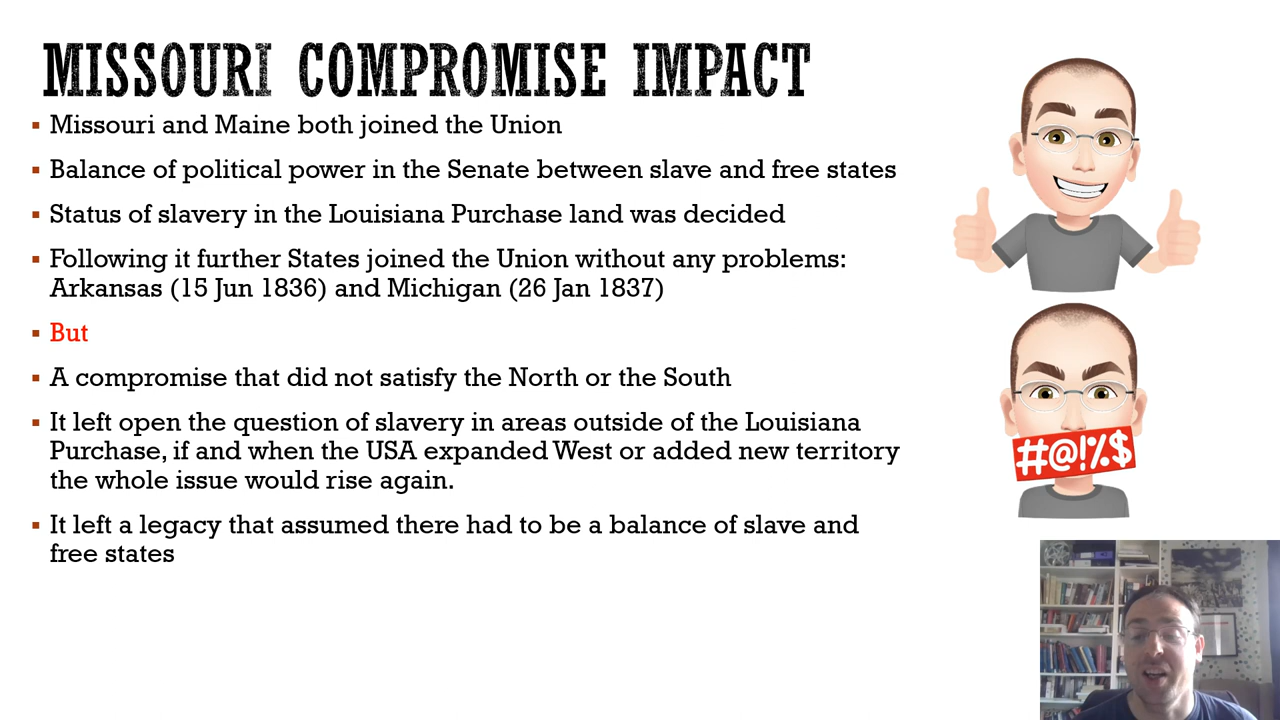 MISSOURI COMPROMISE IMPACT
Missouri and Maine both joined the Union
Balance of political power in the Senate between slave and free states
Status of slavery in the Louisiana Purchase land was decided
Following it further States joined the Union without any problems:
Arkansas (15 Jun 1836) and Michigan (26 Jan 1837)
But
A compromise that did not satisfy the North or the South
It left open the question of slavery in areas outside of the Louisiana
Purchase, if and when the USA expanded West or added new territory
the whole issue would rise again.
It left a legacy that assumed there had to be a balance of slave and
free states
#@!%$